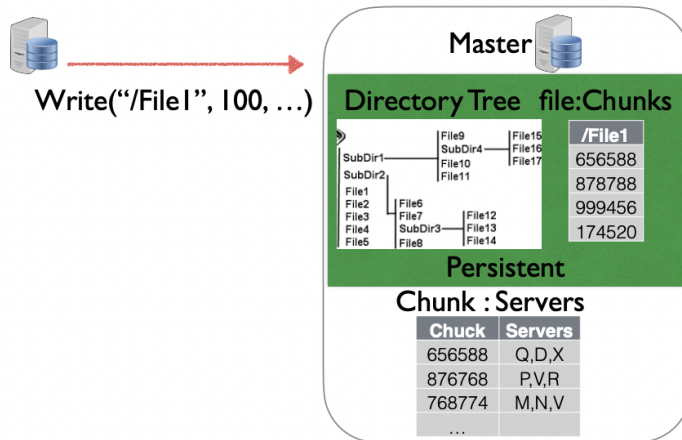 Master
Write("/File1", 100, …)
Directory Tree
file:Chunks
SubDir1
SubDir2
File1
File2
File3
File4
File5
File9
SubDir4
File10
File11
File15
File16
File17
File6
File7
SubDir3
File8
File12
File13
File14
/File1
656588
878788
999456
174520
Persistent
Chunk : Servers
Chuck Servers
656588 Q,D,X
876768 P,V,R
768774 M,N,V
…